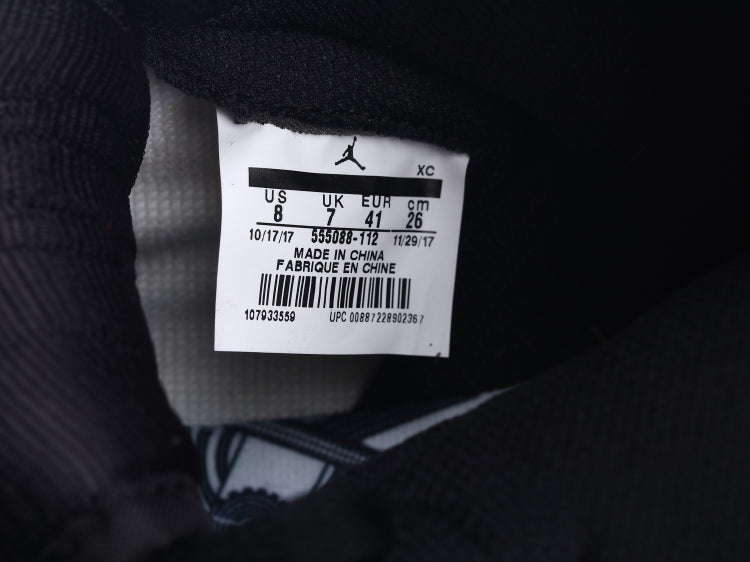 XC
US UK EUR cm
8 7 41 26
10/17/17 555088-112 11/29/17
MADE IN CHINA
FABRIQUE EN CHINE
107933559 UPC 00887228902367